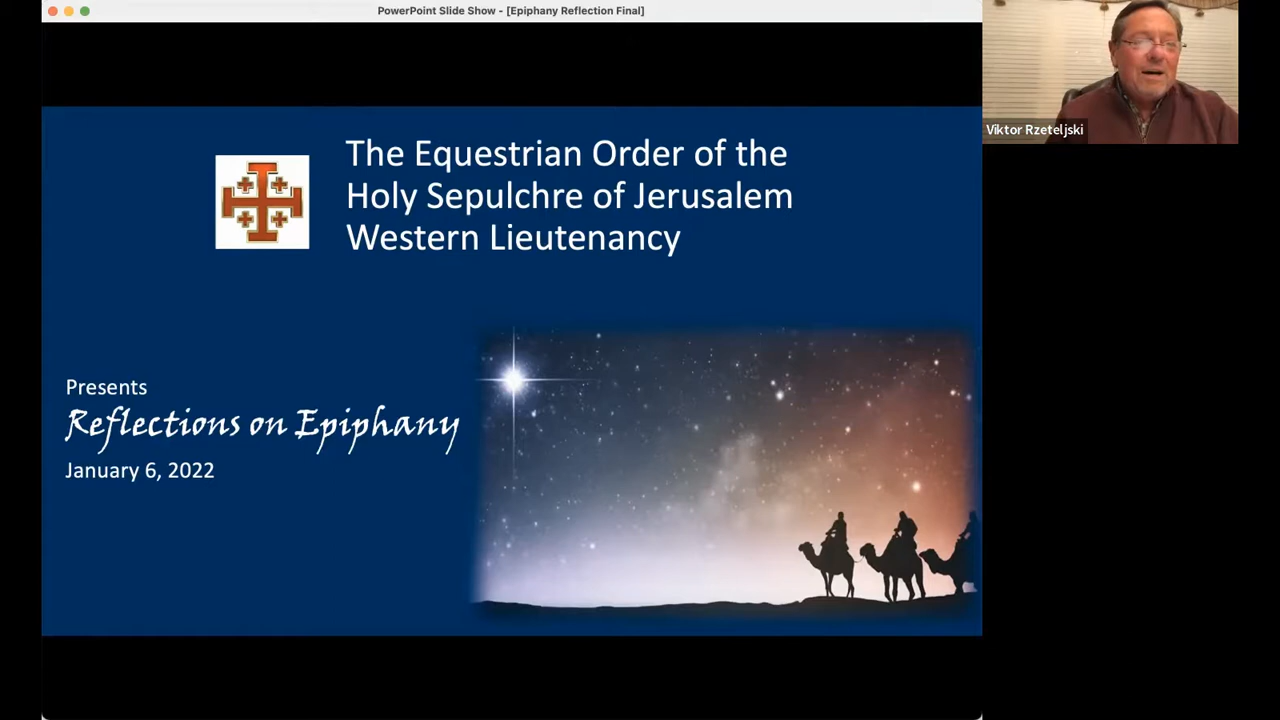 PowerPoint Slide Show - [Epiphany Reflection Final]
The Equestrian Order of the
Holy Sepulchre of Jerusalem
Western Lieutenancy
Presents
Reflections on Epiphany
January 6, 2022
Viktor Rzeteljski